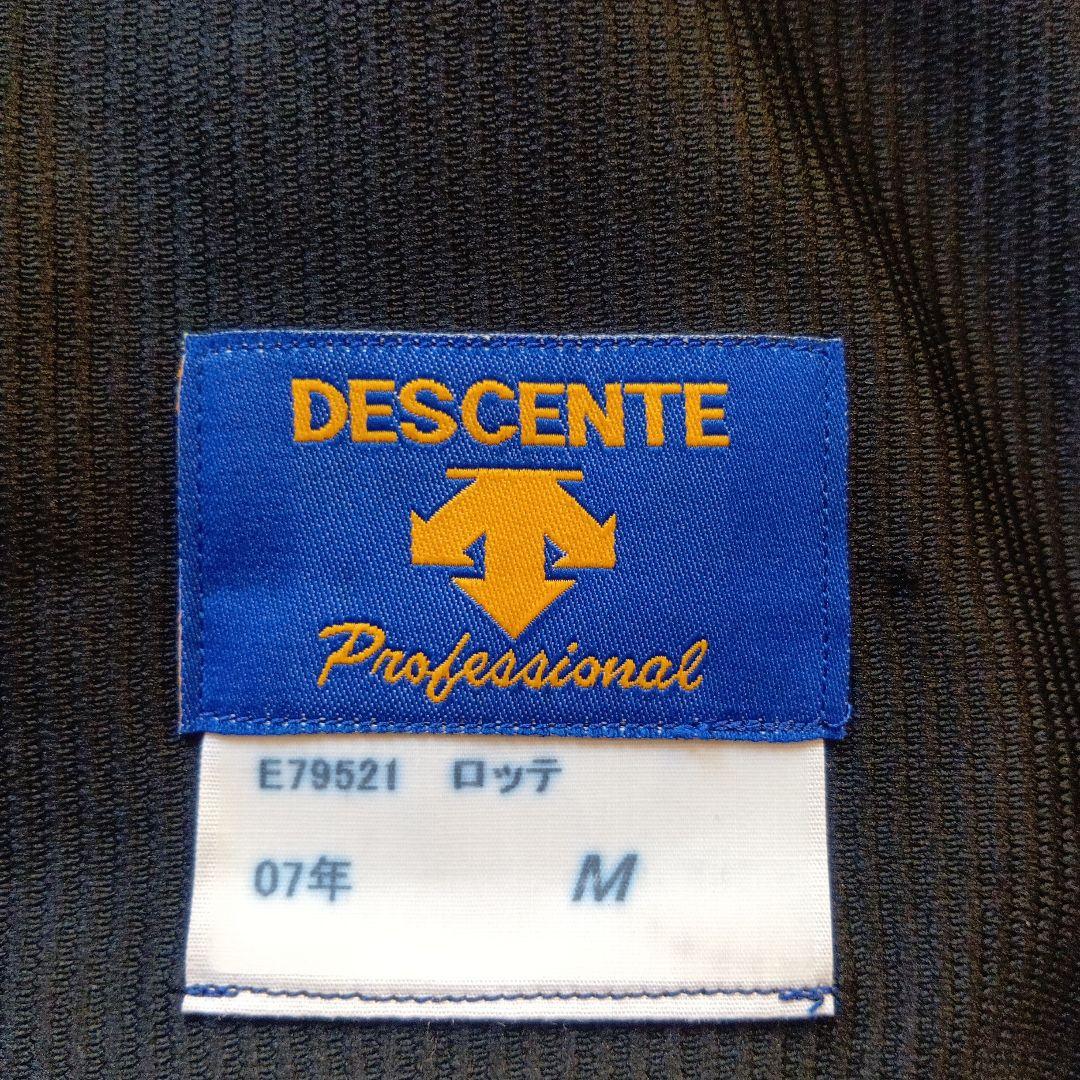 DESCENTE
Professional
E79521 ロッテ
07年 M